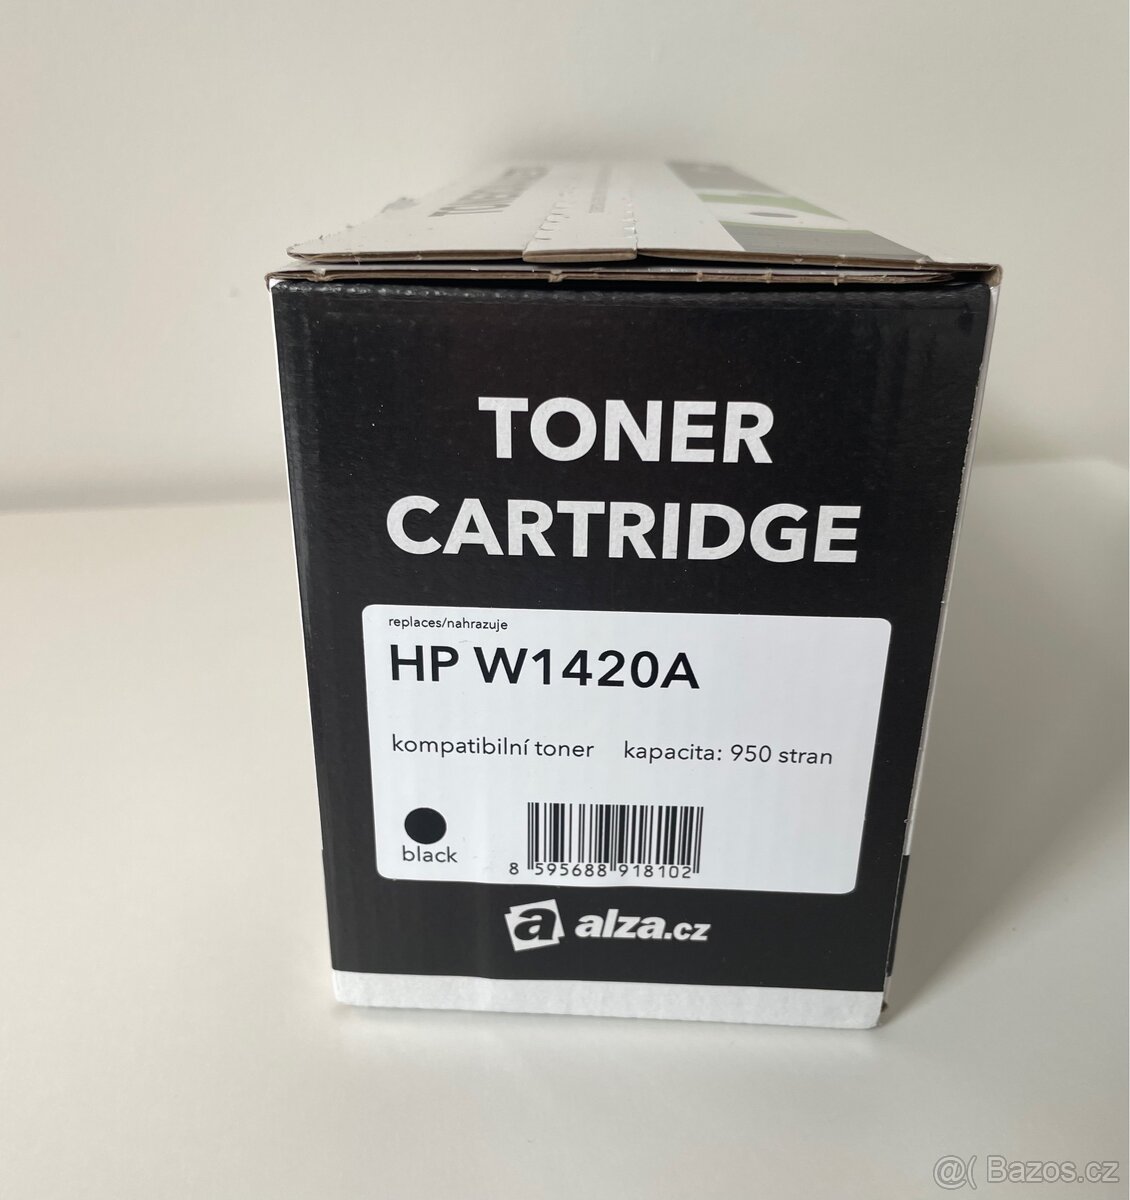 TONER
CARTRIDGE
replaces/nahrazuje
HP W1420A
kompatibilní toner kapacita: 950 stran
black
8 595688 918102
a alza.cz
@( Bazos.cz